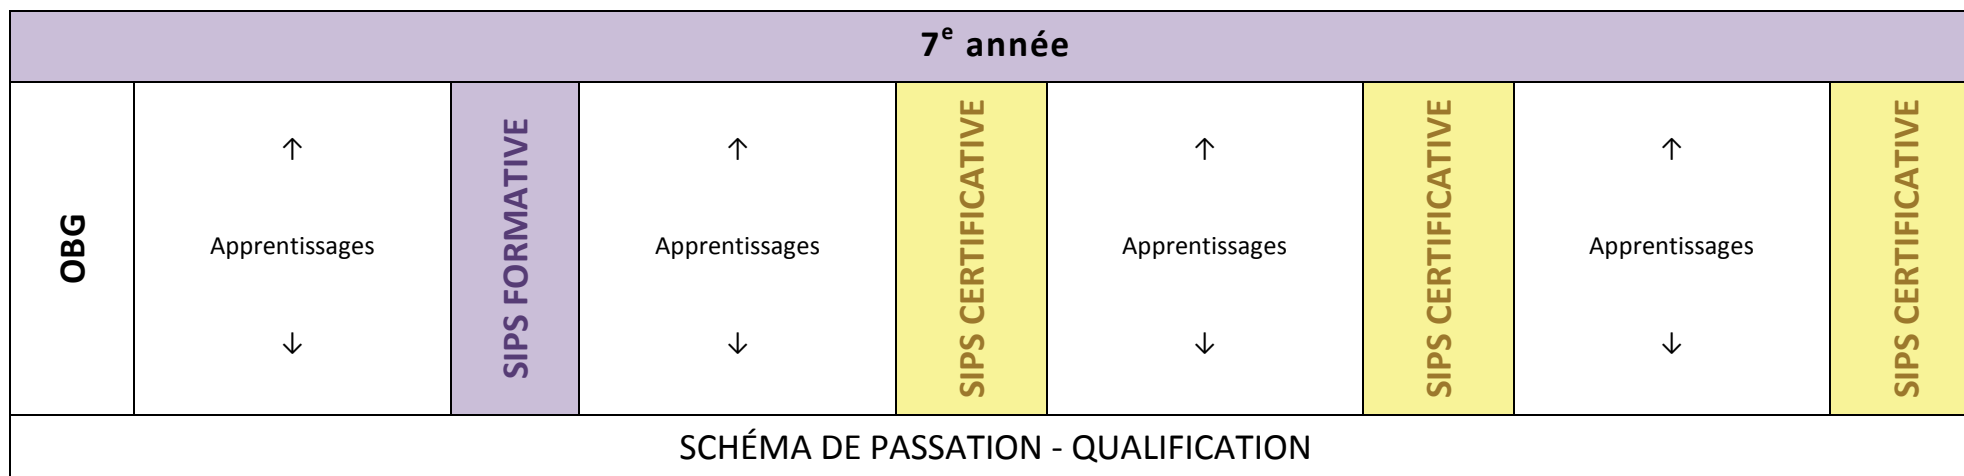 7e année
OBG
Apprentissages
SIPS FORMATIVE
Apprentissages
SIPS CERTIFICATIVE
Apprentissages
SIPS CERTIFICATIVE
Apprentissages
SIPS CERTIFICATIVE
SCHÉMA DE PASSATION - QUALIFICATION